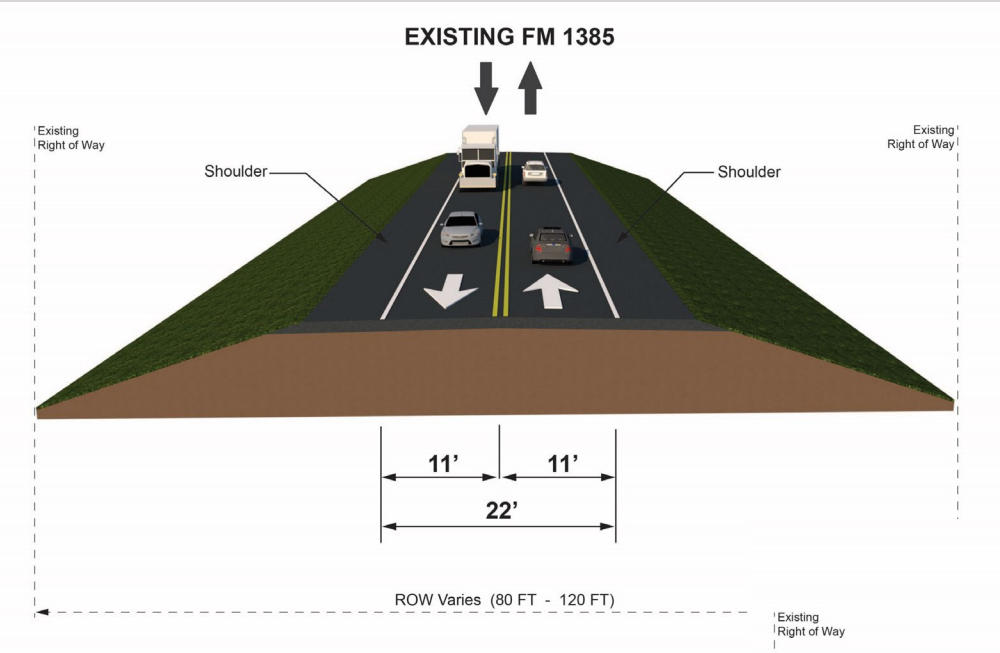 EXISTING FM 1385
Existing
Right of Way
Existing
Right of Way
Shoulder
Shoulder
11’
11’
22’
ROW Varies (80 FT - 120 FT)
Existing
Right of Way